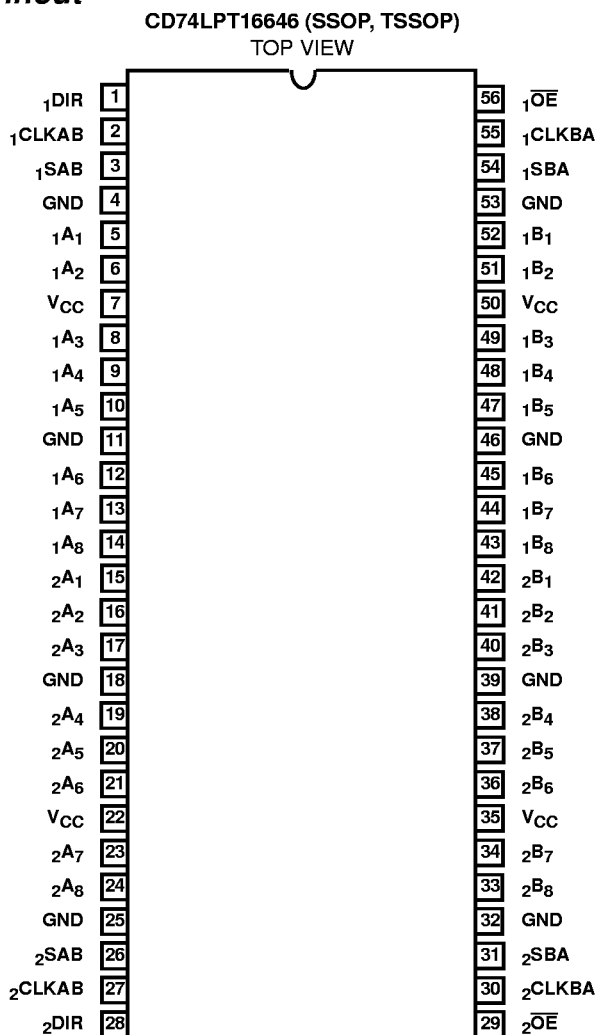 CD74LPT16646 (SSOP, TSSOP)
TOP VIEW
1DIR 1 56 1OE
1CLKAB 2 55 1CLKBA
1SAB 3 54 1SBA
GND 4 53 GND
1A1 5 52 1B1
1A2 6 51 1B2
VCC 7 50 VCC
1A3 8 49 1B3
1A4 9 48 1B4
1A5 10 47 1B5
GND 11 46 GND
1A6 12 45 1B6
1A7 13 44 1B7
1A8 14 43 1B8
2A1 15 42 2B1
2A2 16 41 2B2
2A3 17 40 2B3
GND 18 39 GND
2A4 19 38 2B4
2A5 20 37 2B5
2A6 21 36 2B6
VCC 22 35 VCC
2A7 23 34 2B7
2A8 24 33 2B8
GND 25 32 GND
2SAB 26 31 2SBA
2CLKAB 27 30 2CLKBA
2DIR 28 29 2OE